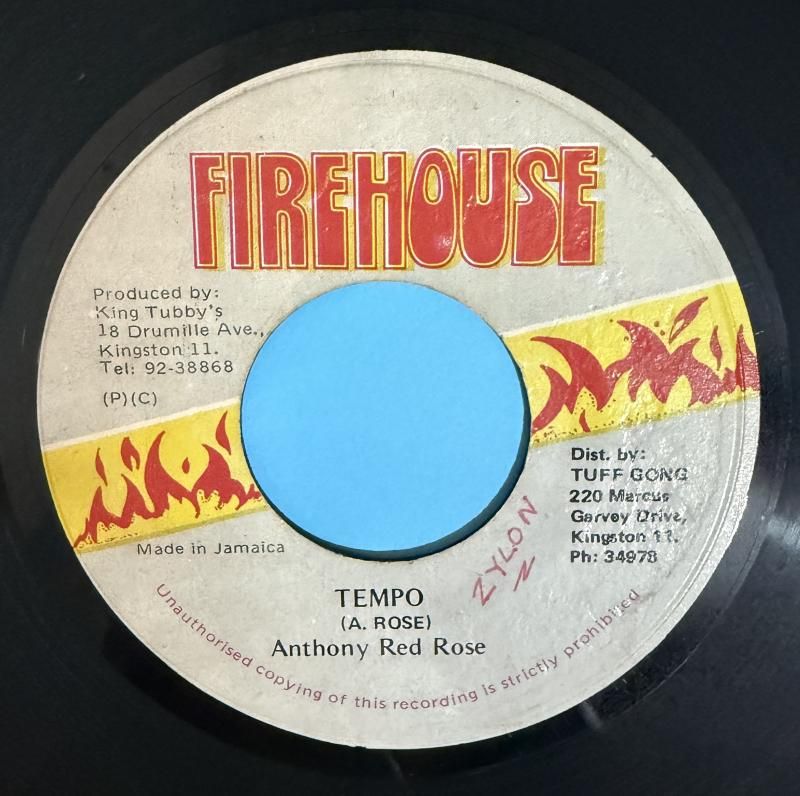 FIREHOUSE
Produced by:
King Tubby's
18 Drumille Ave.,
Kingston 11.
Tel: 92-38868
(P)(C)
Dist. by:
TUFF GONG
220 Marcus
Garvey Drive,
Kingston 11.
Ph: 34978
Made in Jamaica
ZYLON
TEMPO
(A. ROSE)
Anthony Red Rose
Unauthorised copying of this recording is strictly prohibited